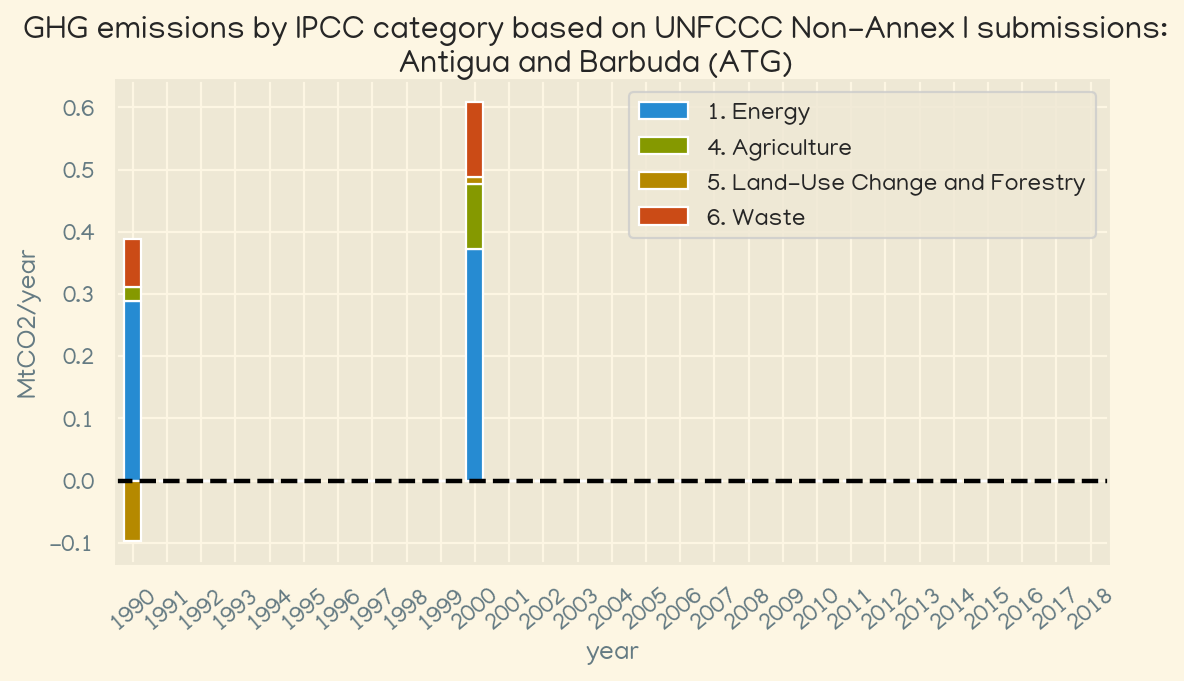 GHG emissions by IPCC category based on UNFCCC Non-Annex I submissions:
Antigua and Barbuda (ATG)
0.6
0.5
0.4
0.3
0.2
0.1
0.0
-0.1
MtCO2/year
1. Energy
4. Agriculture
5. Land-Use Change and Forestry
6. Waste
1990 1991 1992 1993 1994 1995 1996 1997 1998 1999 2000 2001 2002 2003 2004 2005 2006 2007 2008 2009 2010 2011 2012 2013 2014 2015 2016 2017 2018
year